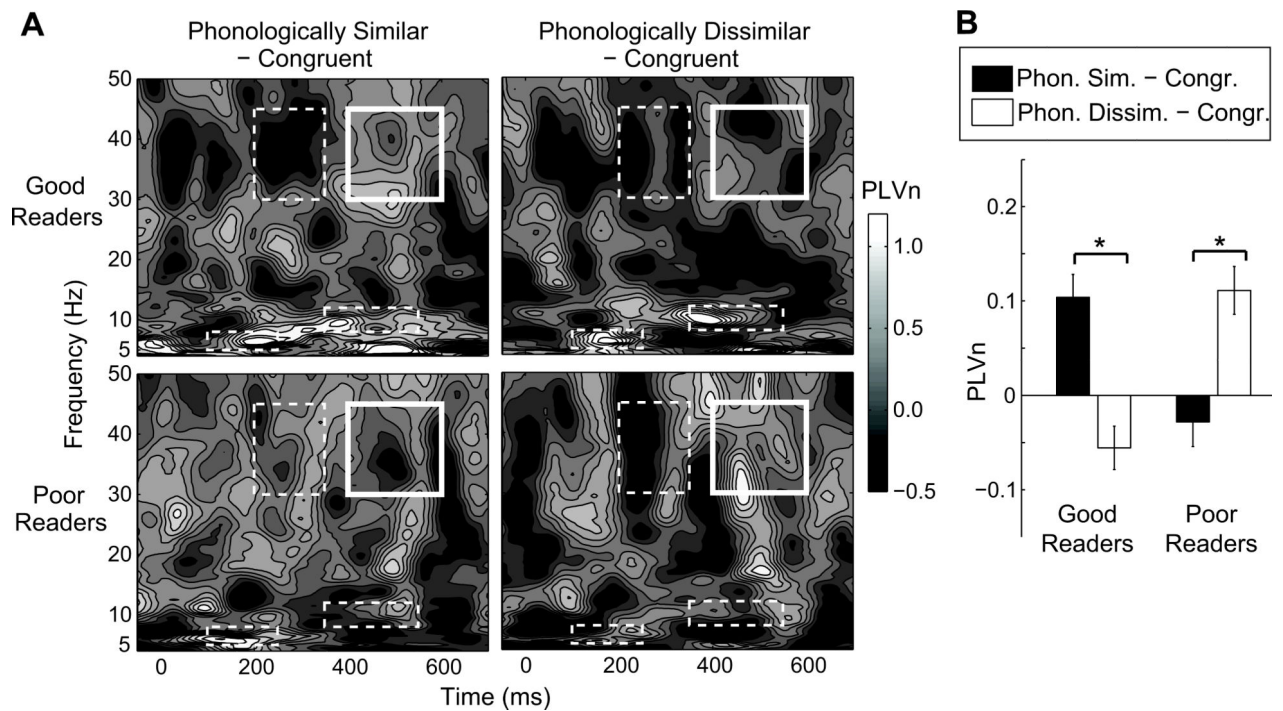 A
Phonologically Similar
– Congruent
Phonologically Dissimilar
– Congruent
B
Phon. Sim. – Congr.
Phon. Dissim. – Congr.
Good
Readers
Poor
Readers
Frequency (Hz)
50
40
30
20
10
5
50
40
30
20
10
5
0
200
400
600
0
200
400
600
Time (ms)
PLVn
1.0
0.5
0.0
−0.5
PLVn
0.2
0.1
0
−0.1
*
*
Good
Readers
Poor
Readers